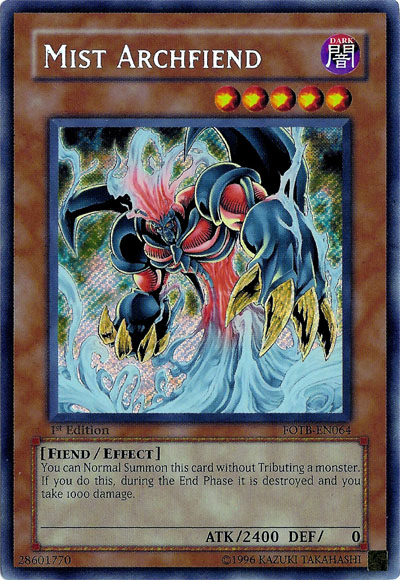 Mist Archfiend
DARK
闇
1st Edition
FOTB-EN064
[Fiend / Effect]
You can Normal Summon this card without Tributing a monster.
If you do this, during the End Phase it is destroyed and you
take 1000 damage.
ATK/2400 DEF/ 0
28601770
©1996 KAZUKI TAKAHASHI